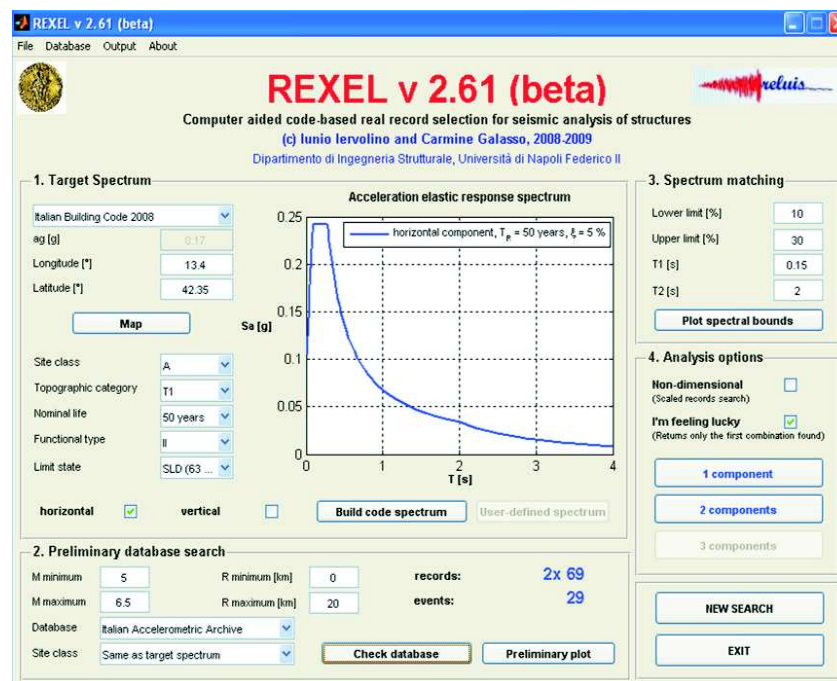 REXEL v 2.61 (beta)
File Database Output About
REXEL v 2.61 (beta)
reluis
Computer aided code-based real record selection for seismic analysis of structures
(c) Iunio Iervolino and Carmine Galasso, 2008-2009
Dipartimento di Ingegneria Strutturale, Università di Napoli Federico II
1. Target Spectrum
Italian Building Code 2008
ag [g] 0.17
Longitude [°] 13.4
Latitude [°] 42.35
Map
Site class A
Topographic category T1
Nominal life 50 years
Functional type II
Limit state SLD (63 ...
horizontal vertical Build code spectrum User-defined spectrum
Acceleration elastic response spectrum
horizontal component, T_R = 50 years, ξ = 5 %
Sa [g]
0.25
0.2
0.15
0.1
0.05
0
0 1 2 3 4
T [s]
2. Preliminary database search
M minimum 5 R minimum [km] 0 records: 2x 69
M maximum 6.5 R maximum [km] 20 events: 29
Database Italian Accelerometric Archive
Site class Same as target spectrum Check database Preliminary plot
3. Spectrum matching
Lower limit [%] 10
Upper limit [%] 30
T1 [s] 0.15
T2 [s] 2
Plot spectral bounds
4. Analysis options
Non-dimensional
(Scaled records search)
I'm feeling lucky
(Returns only the first combination found)
1 component
2 components
3 components
NEW SEARCH
EXIT